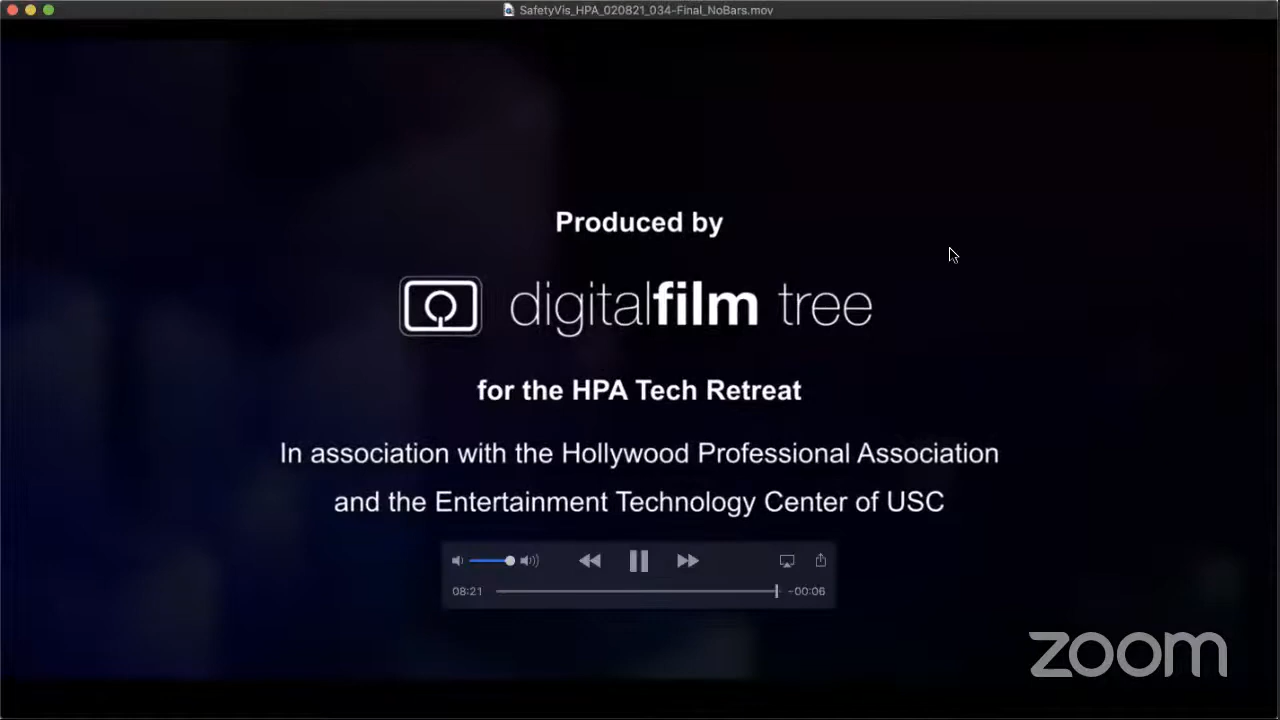 SafetyVis_HPA_020821_034-Final_NoBars.mov
Produced by
digitalfilm tree
for the HPA Tech Retreat
In association with the Hollywood Professional Association
and the Entertainment Technology Center of USC
08:21
-00:06
zoom